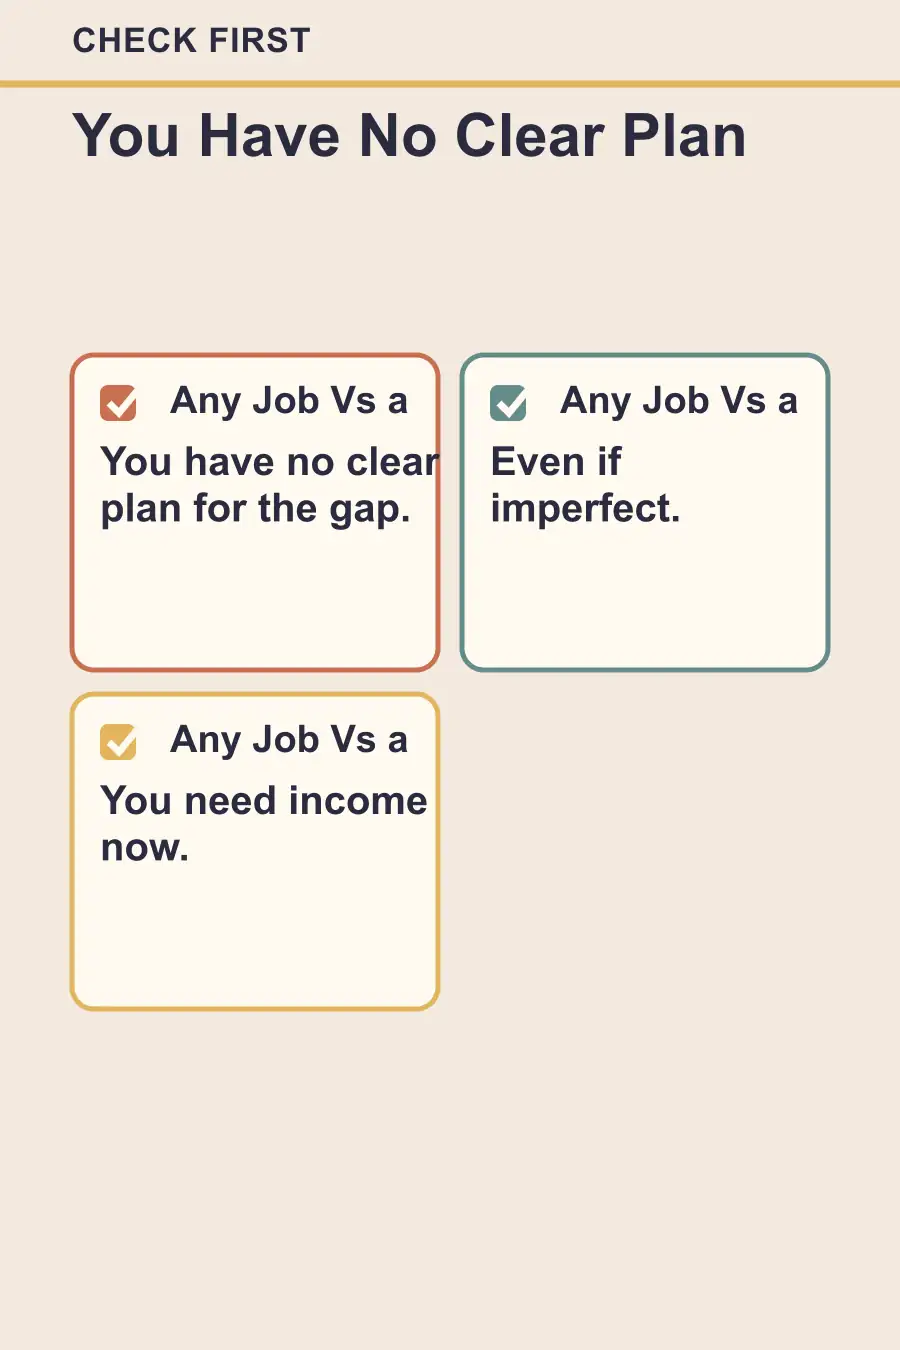 CHECK FIRST
You Have No Clear Plan
Any Job Vs a
You have no clear
plan for the gap.
Any Job Vs a
Even if
imperfect.
Any Job Vs a
You need income
now.